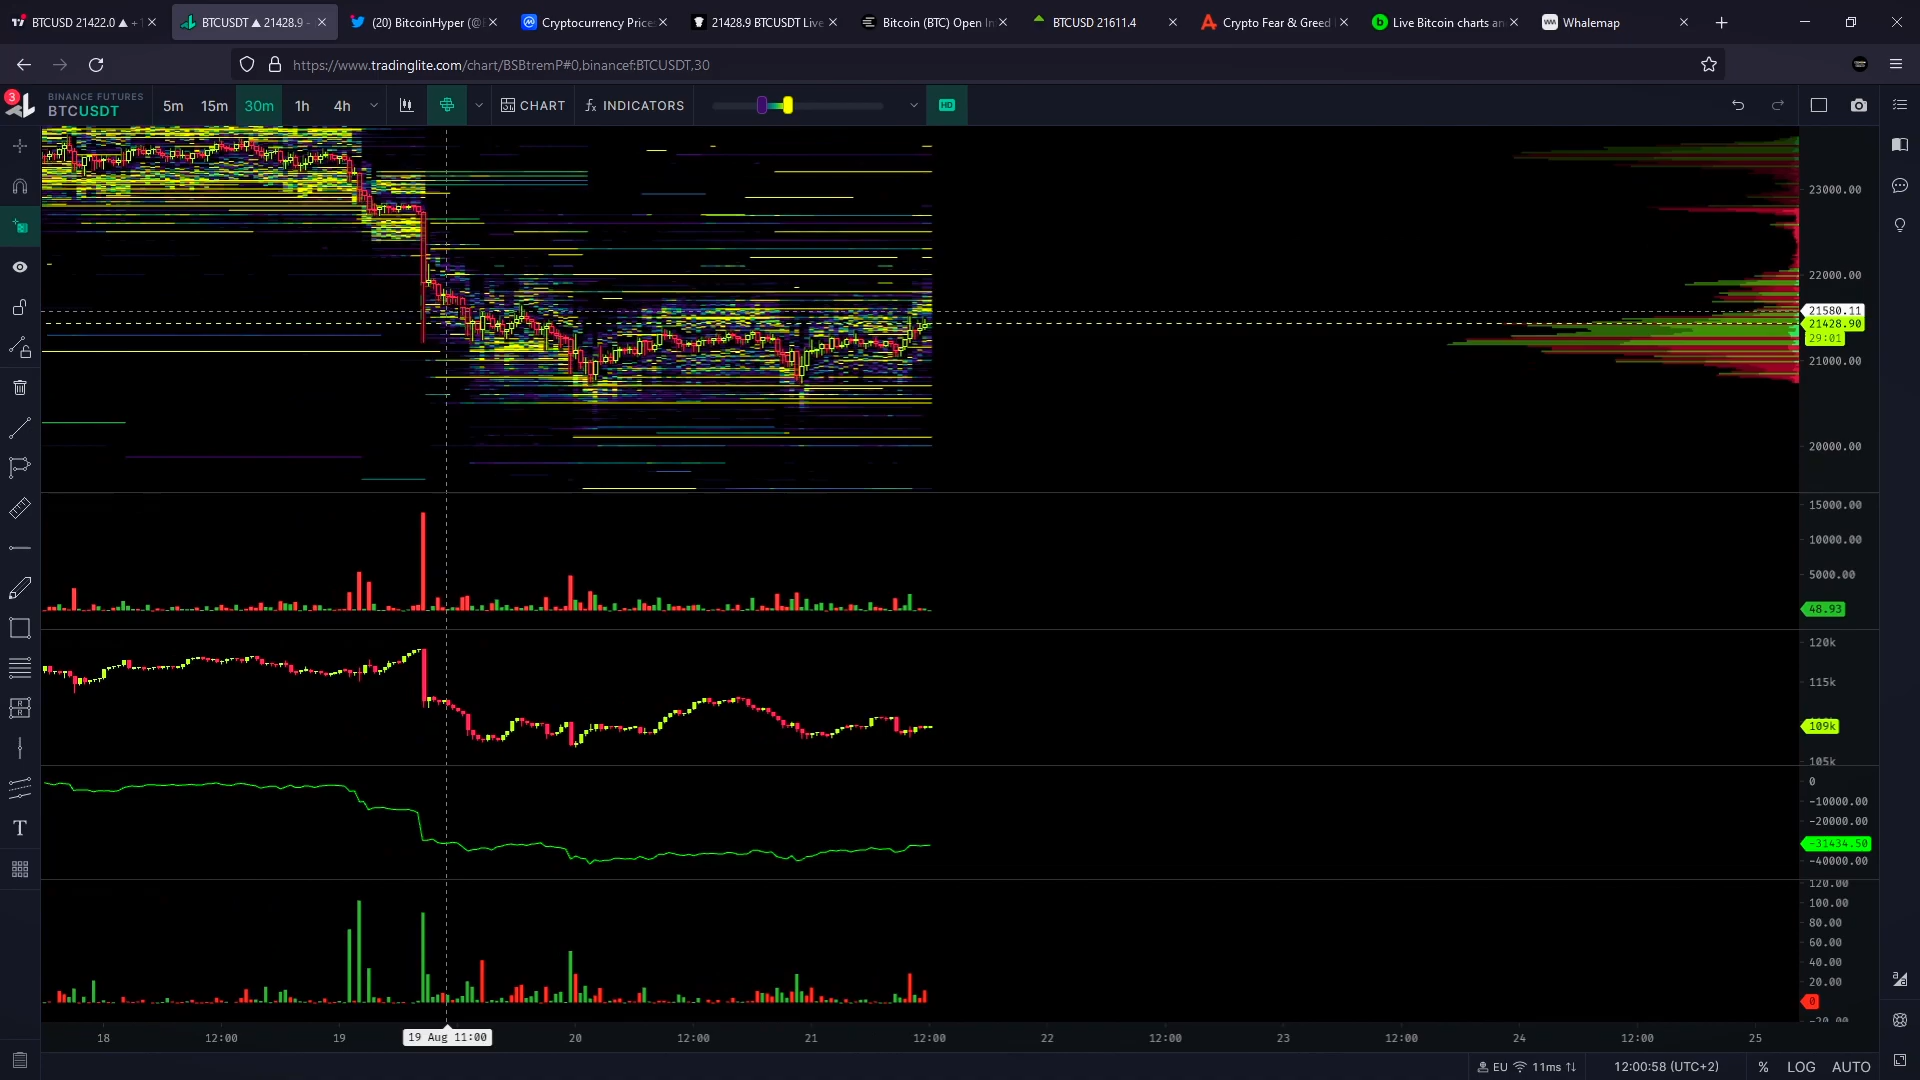 BTCUSD 21422.0 ▲ + 1
BTCUSDT ▲ 21428.9 -
(20) BitcoinHyper (@
Cryptocurrency Price
21428.9 BTCUSDT Live
Bitcoin (BTC) Open In
BTCUSD 21611.4
Crypto Fear & Greed
Live Bitcoin charts an
Whalemap
https://www.tradinglite.com/chart/BSBtremP#0,binancef:BTCUSDT,30
3
BINANCE FUTURES
BTCUSDT
5m 15m 30m 1h 4h
CHART
INDICATORS
HD
23000.00
22000.00
21580.11
21428.90
29:01
21000.00
20000.00
15000.00
10000.00
5000.00
48.93
120k
115k
109k
105k
0
-10000.00
-20000.00
-31434.50
-40000.00
120.00
100.00
80.00
60.00
40.00
20.00
0
-20.00
18 12:00 19 19 Aug 11:00 20 12:00 21 12:00 22 12:00 23 12:00 24 12:00 25
EU 11ms 12:00:58 (UTC+2) % LOG AUTO